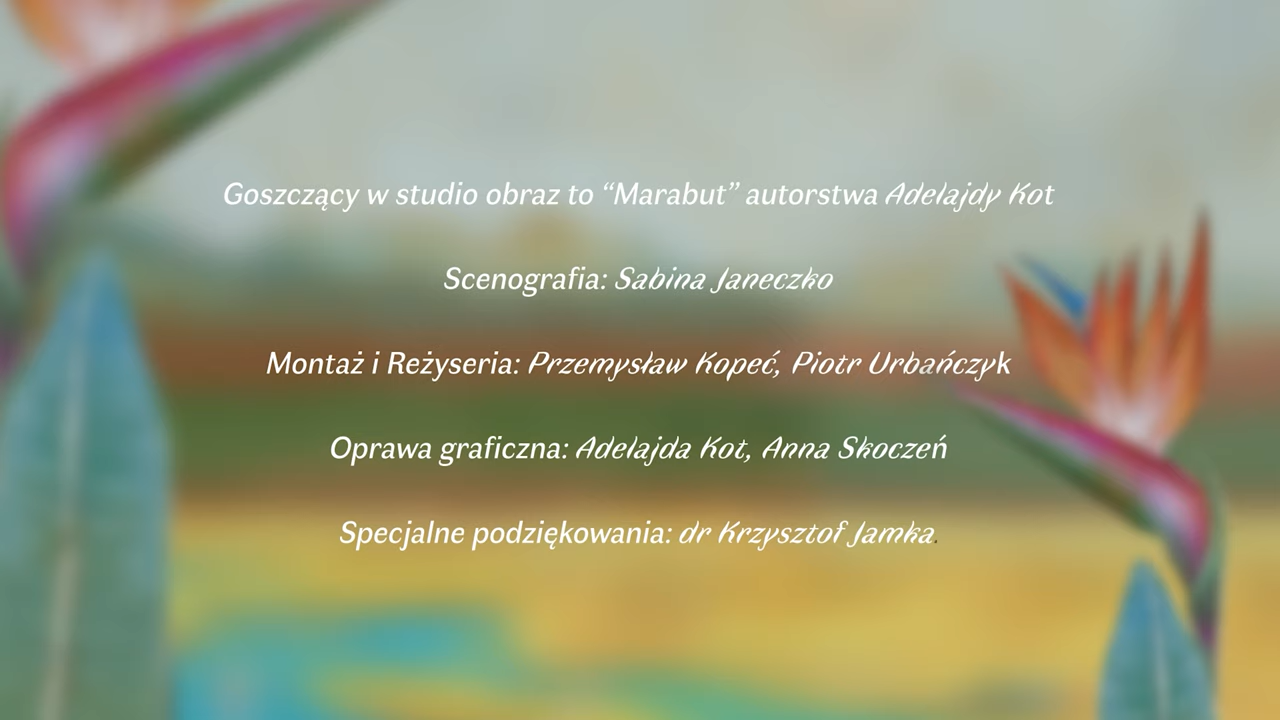 Goszczący w studio obraz to “Marabut” autorstwa Adelajdy Kot
Scenografia: Sabina Janeczko
Montaż i Reżyseria: Przemysław Kopeć, Piotr Urbańczyk
Oprawa graficzna: Adelajda Kot, Anna Skoczeń
Specjalne podziękowania: dr Krzysztof Jamka.